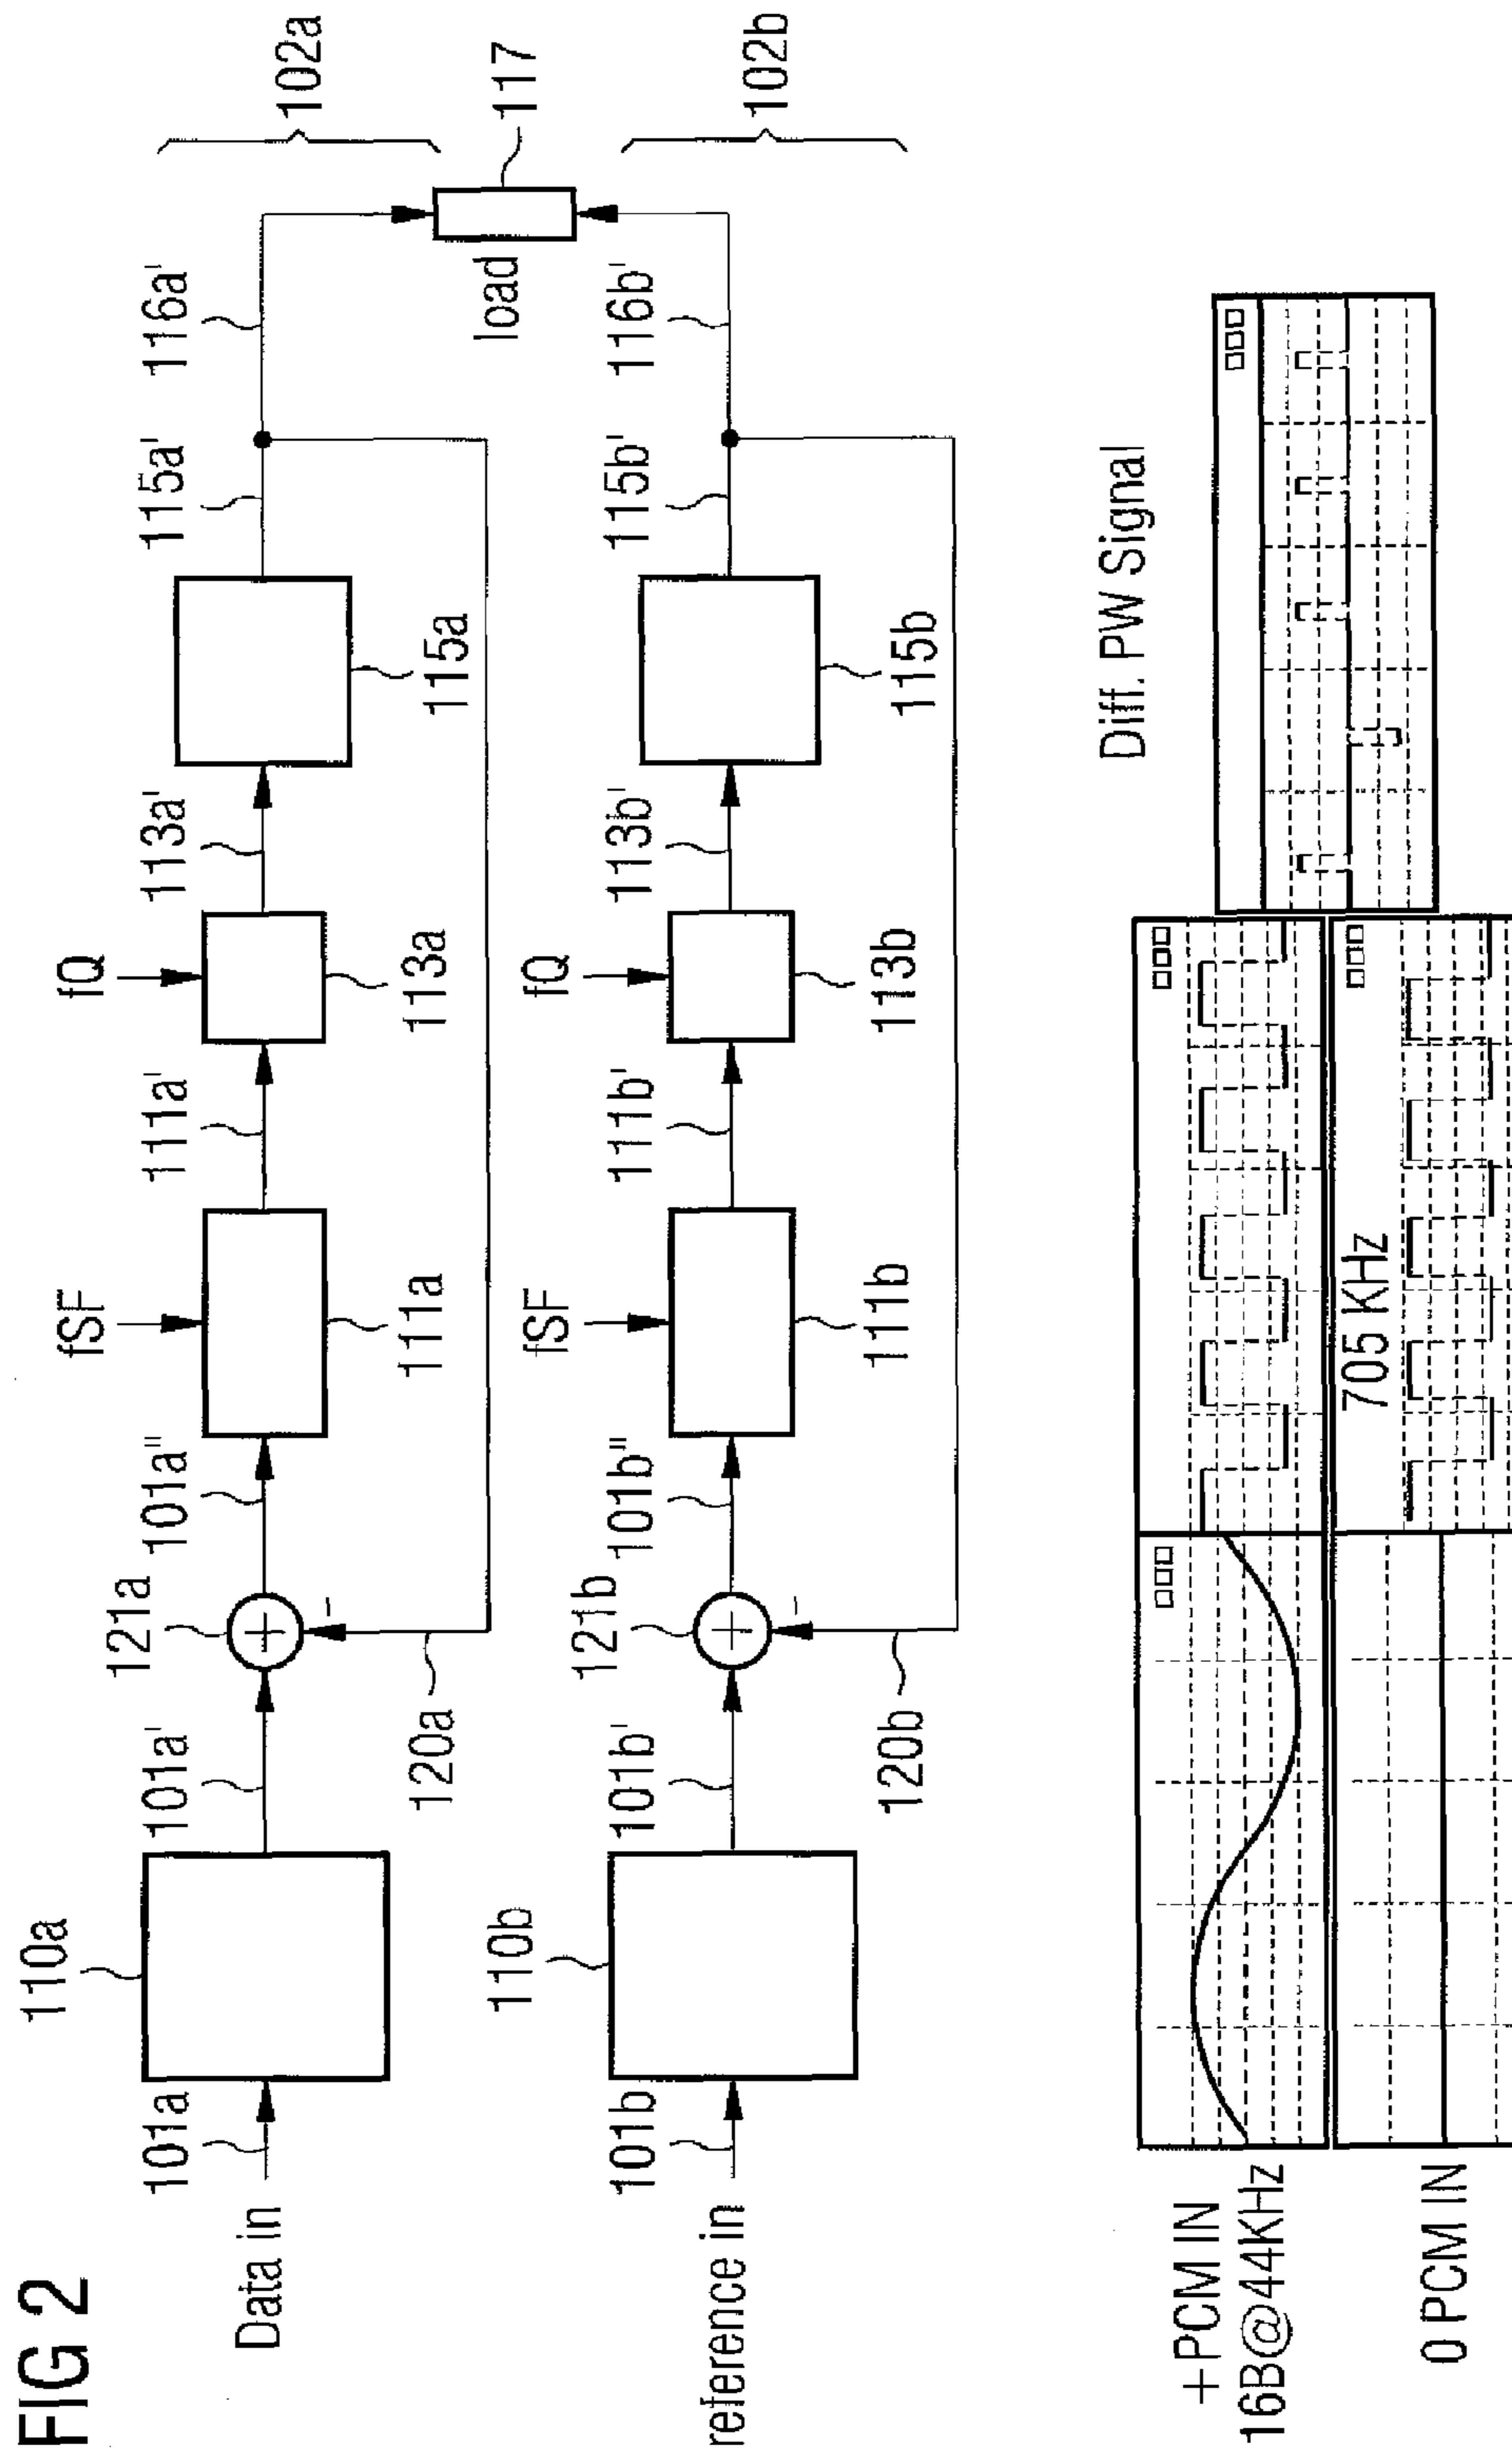 FIG 2
110a
101a
Data in
101a'
121a
101a"
120a
fSF
111a
111a'
fQ
113a
113a'
115a
115a'
116a'
102a
load
117
110b
101b
reference in
101b'
121b
101b"
120b
fSF
111b
111b'
fQ
113b
113b'
115b
115b'
116b'
102b
Diff. PW Signal
+PCM IN
16B@44KHz
705 KHz
0 PCM IN